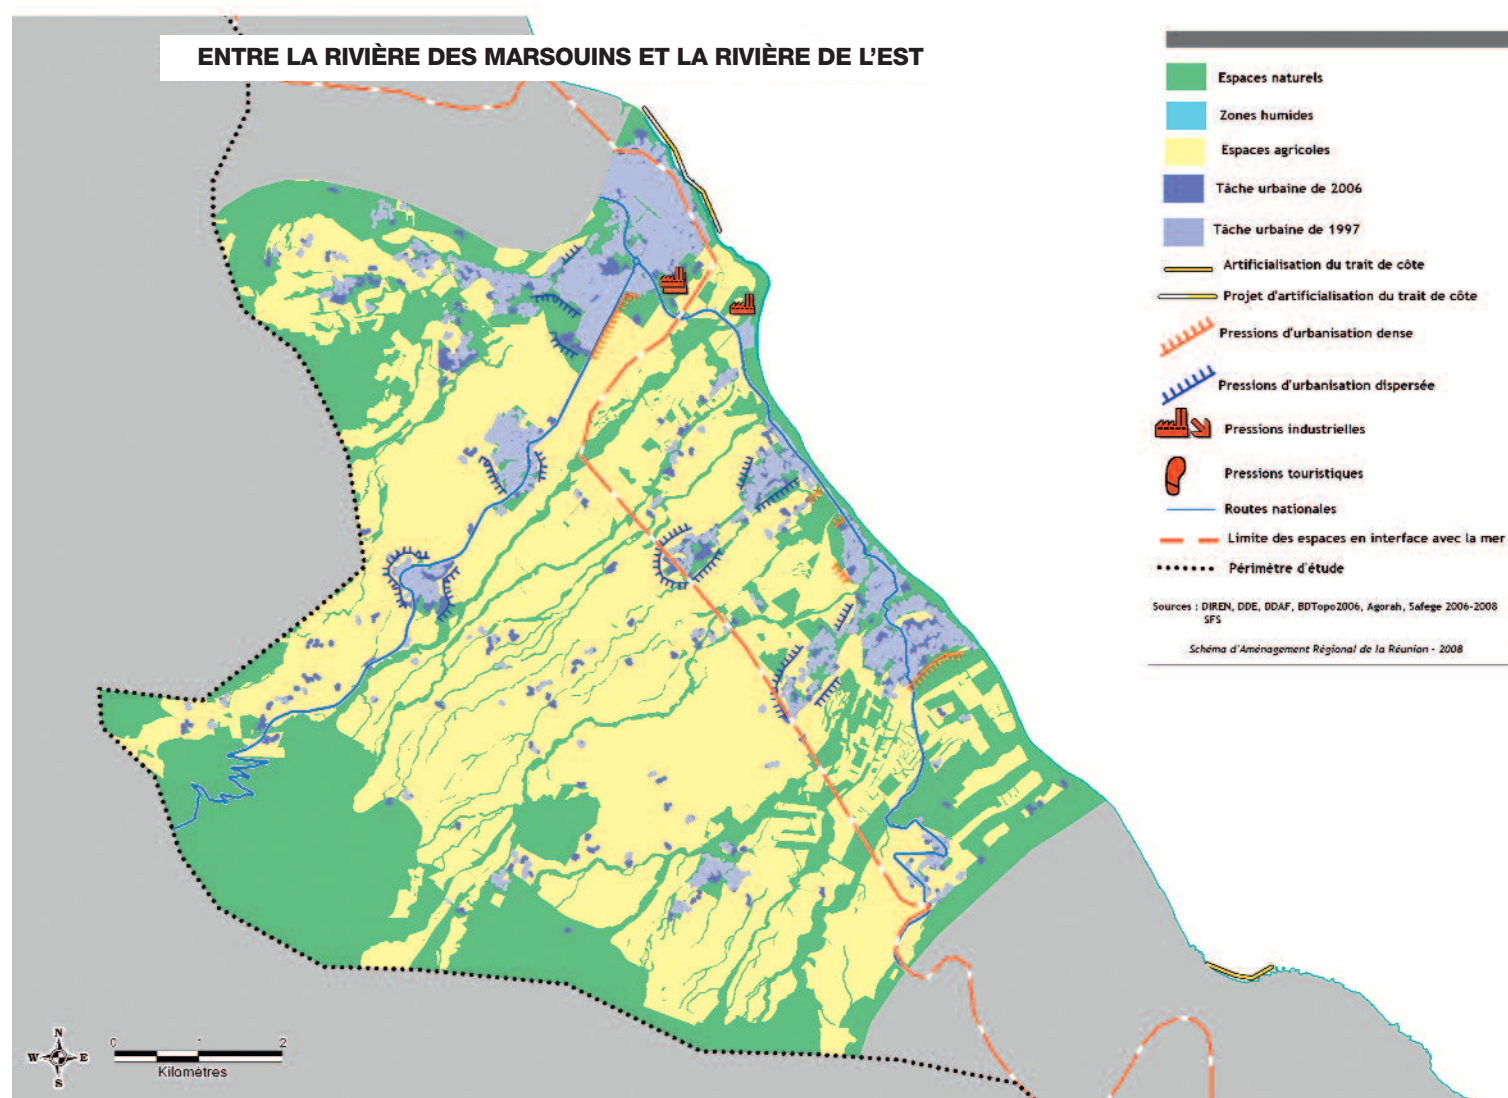 ENTRE LA RIVIÈRE DES MARSOUINS ET LA RIVIÈRE DE L'EST
Espaces naturels
Zones humides
Espaces agricoles
Tâche urbaine de 2006
Tâche urbaine de 1997
Artificialisation du trait de côte
Projet d'artificialisation du trait de côte
Pressions d'urbanisation dense
Pressions d'urbanisation dispersée
Pressions industrielles
Pressions touristiques
Routes nationales
Limite des espaces en interface avec la mer
Périmètre d'étude
Sources : DIREN, DDE, DDAF, BDTopo2006, Agorah, Safege 2006-2008
SFS
Schéma d'Aménagement Régional de la Réunion - 2008
N
W E
S
0 1 2
Kilomètres